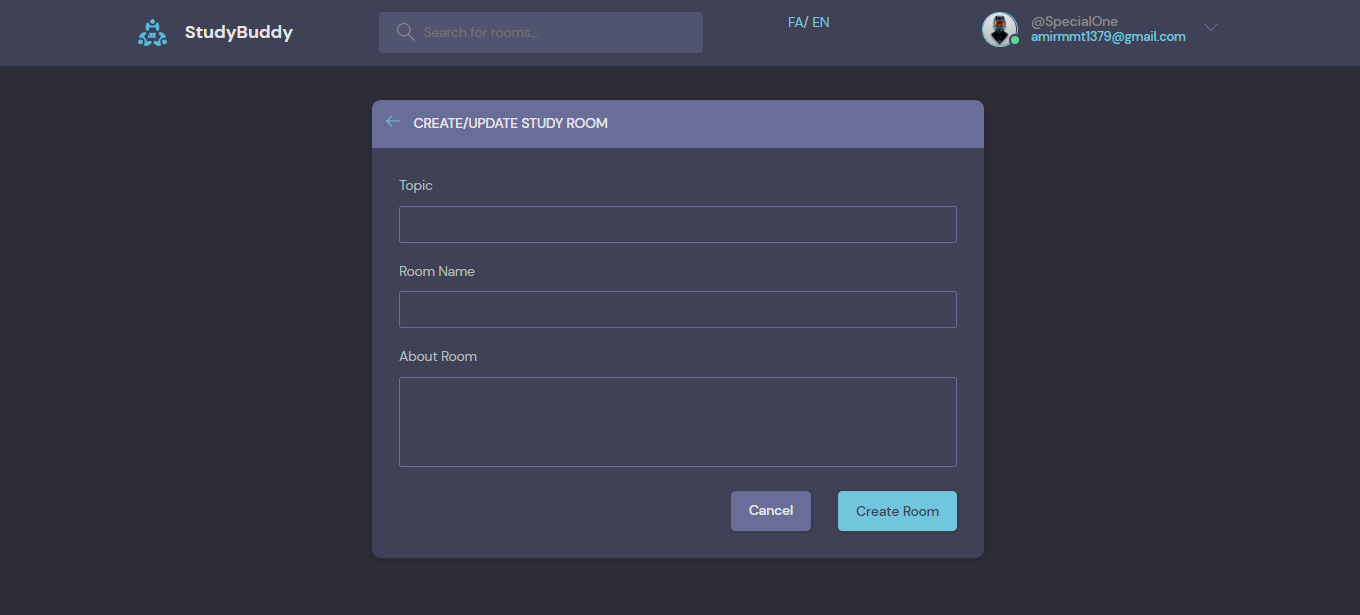 StudyBuddy
Search for rooms...
FA/ EN
@SpecialOne
amirmmt1379@gmail.com
CREATE/UPDATE STUDY ROOM
Topic
Room Name
About Room
Cancel
Create Room